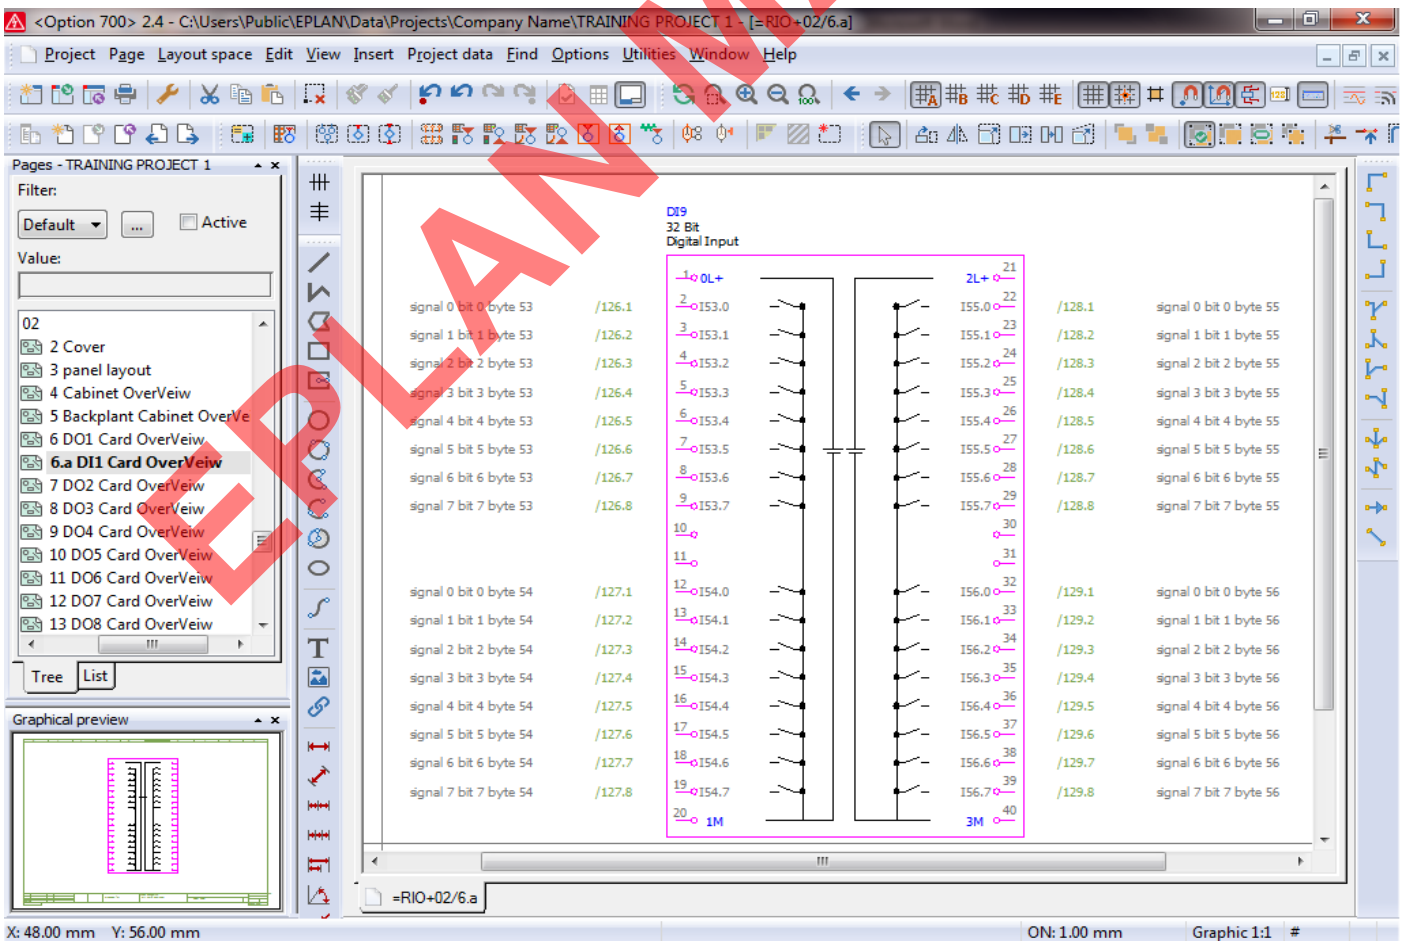 <Option 700> 2.4 - C:\Users\Public\EPLAN\Data\Projects\Company Name\TRAINING PROJECT 1 - [=RIO+02/6.a]
Project Page Layout space Edit View Insert Project data Find Options Utilities Window Help
Pages - TRAINING PROJECT 1
Filter:
Default ... Active
Value:
02
2 Cover
3 panel layout
4 Cabinet OverVeiw
5 Backplant Cabinet OverVe
6 DO1 Card OverVeiw
6.a DI1 Card OverVeiw
7 DO2 Card OverVeiw
8 DO3 Card OverVeiw
9 DO4 Card OverVeiw
10 DO5 Card OverVeiw
11 DO6 Card OverVeiw
12 DO7 Card OverVeiw
13 DO8 Card OverVeiw
Tree List
Graphical preview
DI9
32 Bit
Digital Input
1 0L+ 2L+ 21
signal 0 bit 0 byte 53 /126.1 2 I53.0 I55.0 22 /128.1 signal 0 bit 0 byte 55
signal 1 bit 1 byte 53 /126.2 3 I53.1 I55.1 23 /128.2 signal 1 bit 1 byte 55
signal 2 bit 2 byte 53 /126.3 4 I53.2 I55.2 24 /128.3 signal 2 bit 2 byte 55
signal 3 bit 3 byte 53 /126.4 5 I53.3 I55.3 25 /128.4 signal 3 bit 3 byte 55
signal 4 bit 4 byte 53 /126.5 6 I53.4 I55.4 26 /128.5 signal 4 bit 4 byte 55
signal 5 bit 5 byte 53 /126.6 7 I53.5 I55.5 27 /128.6 signal 5 bit 5 byte 55
signal 6 bit 6 byte 53 /126.7 8 I53.6 I55.6 28 /128.7 signal 6 bit 6 byte 55
signal 7 bit 7 byte 53 /126.8 9 I53.7 I55.7 29 /128.8 signal 7 bit 7 byte 55
10 30
11 31
signal 0 bit 0 byte 54 /127.1 12 I54.0 I56.0 32 /129.1 signal 0 bit 0 byte 56
signal 1 bit 1 byte 54 /127.2 13 I54.1 I56.1 33 /129.2 signal 1 bit 1 byte 56
signal 2 bit 2 byte 54 /127.3 14 I54.2 I56.2 34 /129.3 signal 2 bit 2 byte 56
signal 3 bit 3 byte 54 /127.4 15 I54.3 I56.3 35 /129.4 signal 3 bit 3 byte 56
signal 4 bit 4 byte 54 /127.5 16 I54.4 I56.4 36 /129.5 signal 4 bit 4 byte 56
signal 5 bit 5 byte 54 /127.6 17 I54.5 I56.5 37 /129.6 signal 5 bit 5 byte 56
signal 6 bit 6 byte 54 /127.7 18 I54.6 I56.6 38 /129.7 signal 6 bit 6 byte 56
signal 7 bit 7 byte 54 /127.8 19 I54.7 I56.7 39 /129.8 signal 7 bit 7 byte 56
20 1M 3M 40
=RIO+02/6.a
X: 48.00 mm Y: 56.00 mm ON: 1.00 mm Graphic 1:1 #